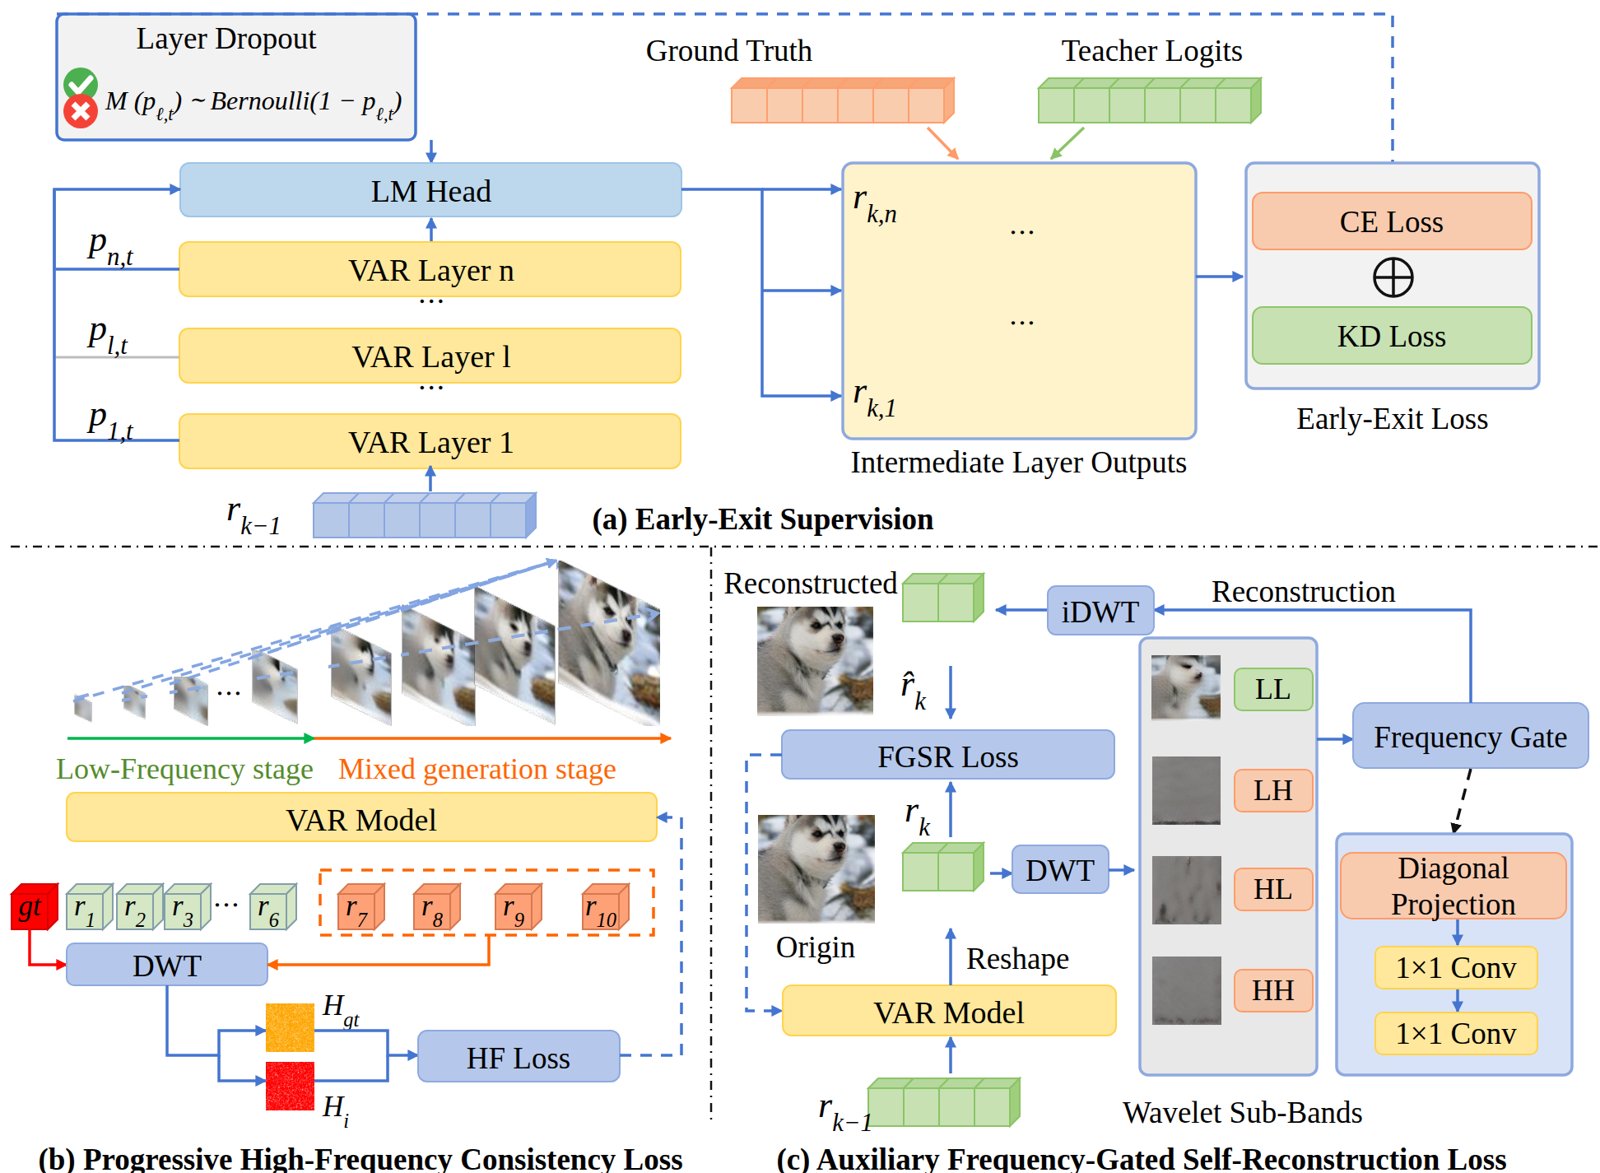 Layer Dropout
M (pℓ,t) ~ Bernoulli(1 − pℓ,t)
Ground Truth
Teacher Logits
LM Head
pn,t
VAR Layer n
...
pl,t
VAR Layer l
...
p1,t
VAR Layer 1
rk−1
rk,n
...
...
rk,1
Intermediate Layer Outputs
CE Loss
KD Loss
Early-Exit Loss
(a) Early-Exit Supervision
...
Low-Frequency stage
Mixed generation stage
VAR Model
gt
r1
r2
r3
...
r6
r7
r8
r9
r10
DWT
Hgt
Hi
HF Loss
(b) Progressive High-Frequency Consistency Loss
Reconstructed
iDWT
Reconstruction
r̂k
FGSR Loss
rk
DWT
Origin
Reshape
VAR Model
rk−1
LL
LH
HL
HH
Wavelet Sub-Bands
Frequency Gate
Diagonal
Projection
1×1 Conv
1×1 Conv
(c) Auxiliary Frequency-Gated Self-Reconstruction Loss